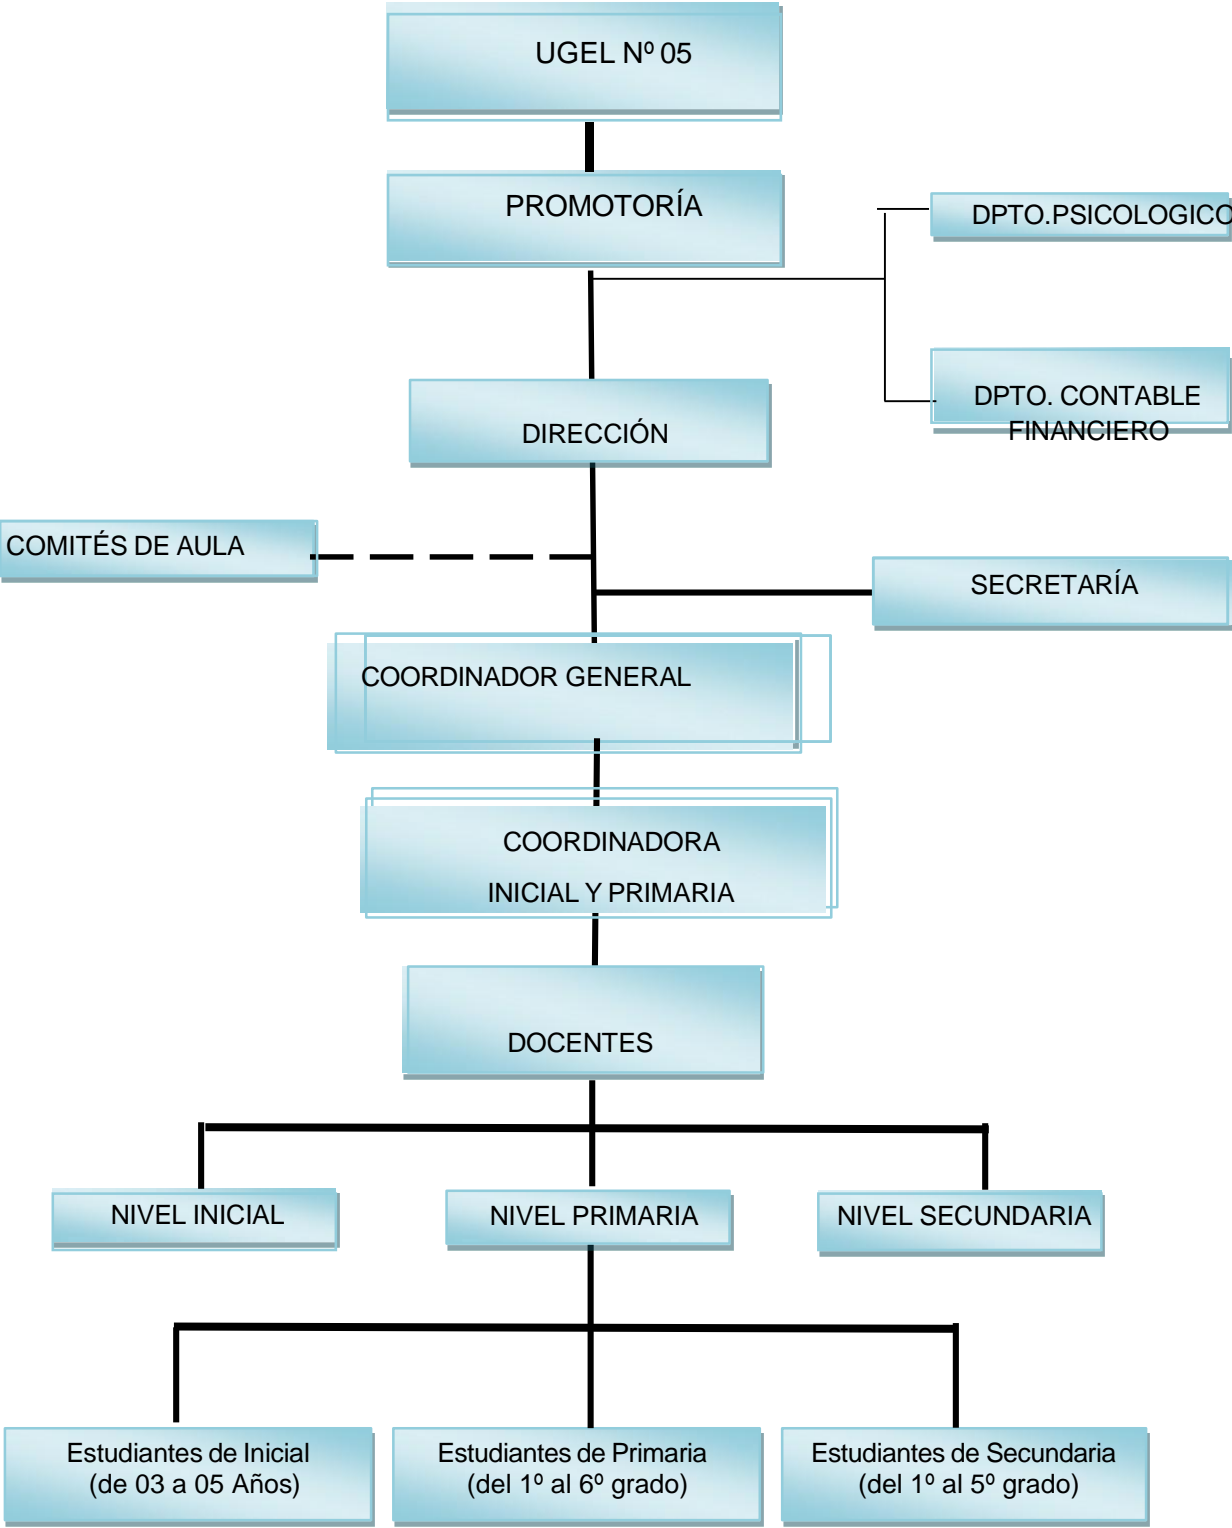 UGEL Nº 05
PROMOTORÍA
DPTO.PSICOLOGICO
DPTO. CONTABLE
FINANCIERO
DIRECCIÓN
COMITÉS DE AULA
SECRETARÍA
COORDINADOR GENERAL
COORDINADORA
INICIAL Y PRIMARIA
DOCENTES
NIVEL INICIAL
NIVEL PRIMARIA
NIVEL SECUNDARIA
Estudiantes de Inicial
(de 03 a 05 Años)
Estudiantes de Primaria
(del 1º al 6º grado)
Estudiantes de Secundaria
(del 1º al 5º grado)